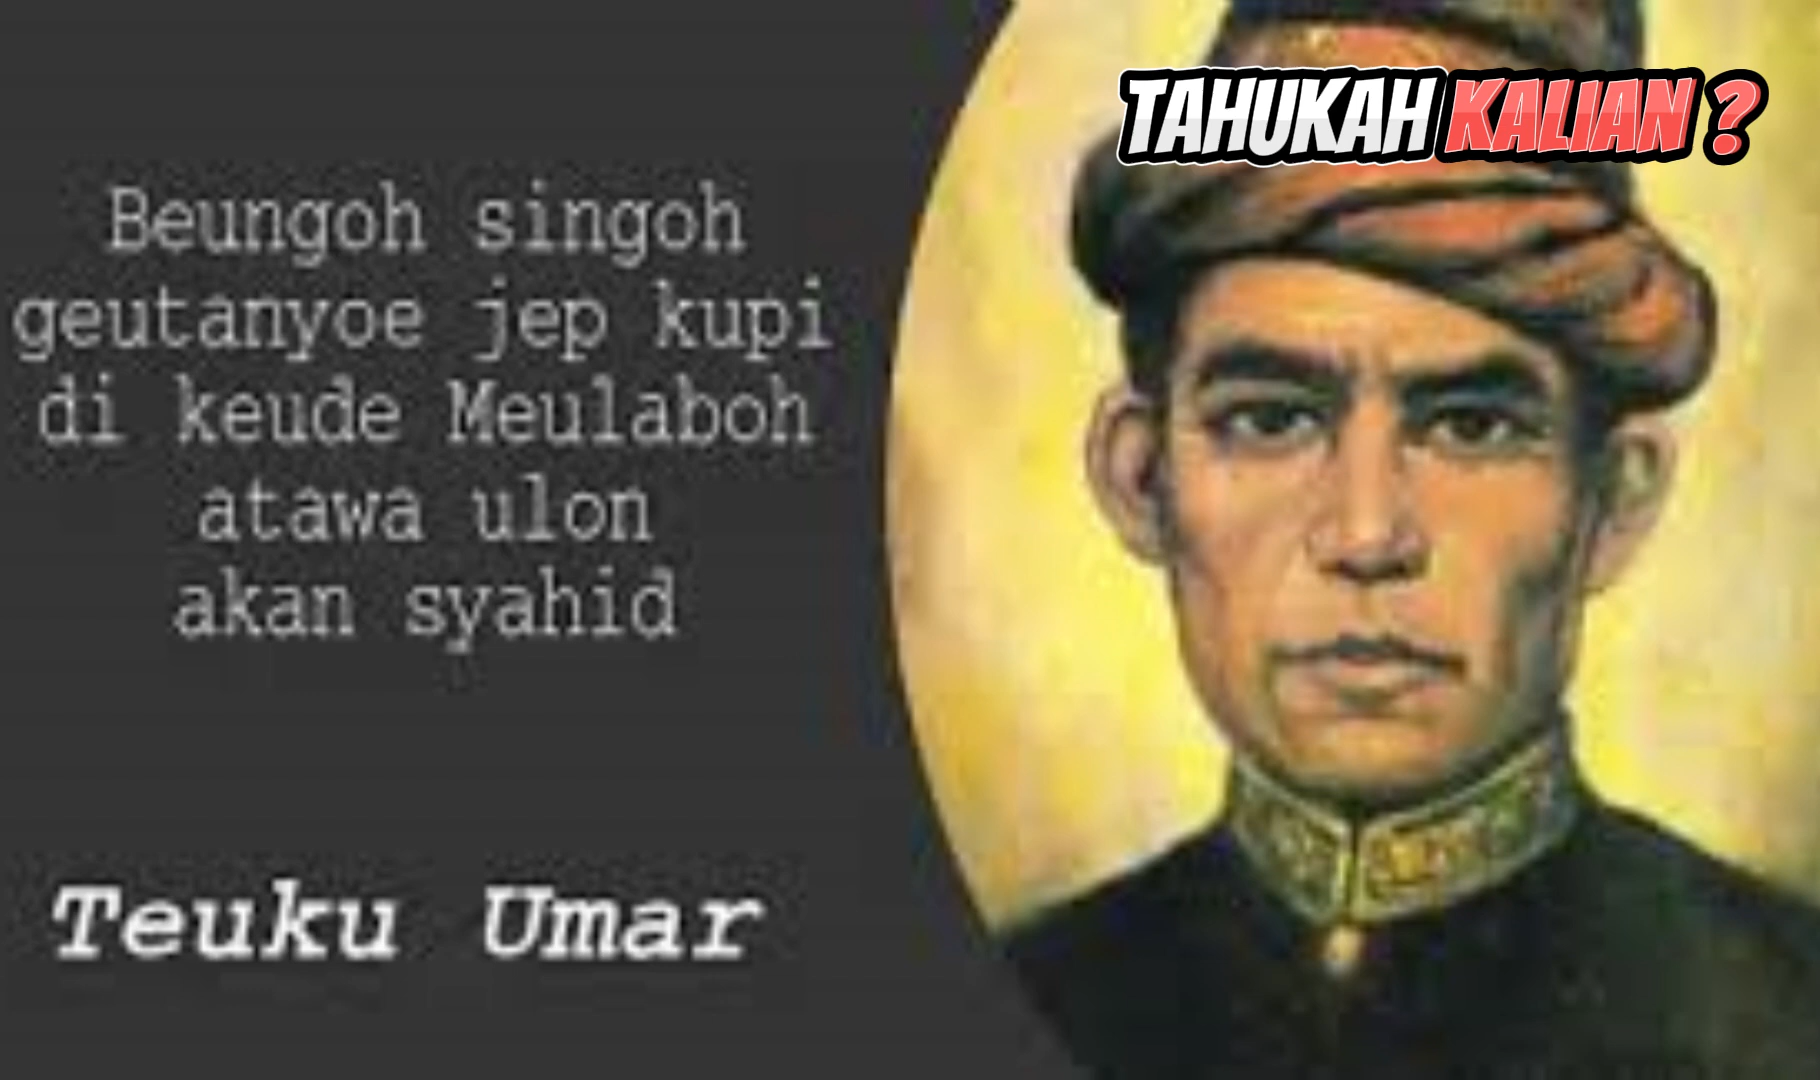 TAHUKAH KALIAN ?
Beungoh singoh
geutanyoe jep kupi
di keude Meulaboh
atawa ulon
akan syahid
Teuku Umar